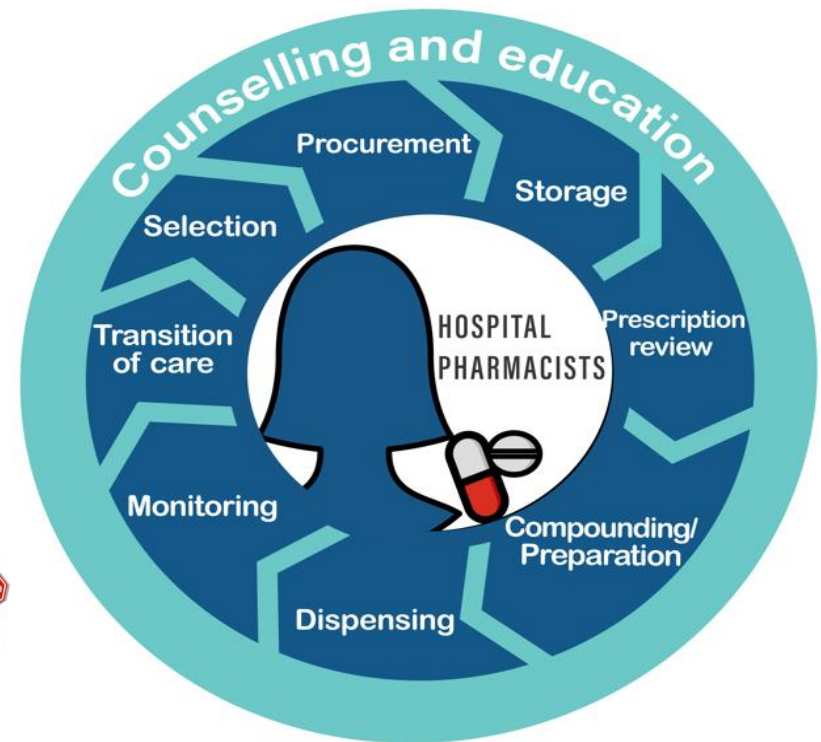 Counselling and education
Procurement
Storage
Prescription
review
Compounding/
Preparation
Dispensing
Monitoring
Transition
of care
Selection
HOSPITAL
PHARMACISTS